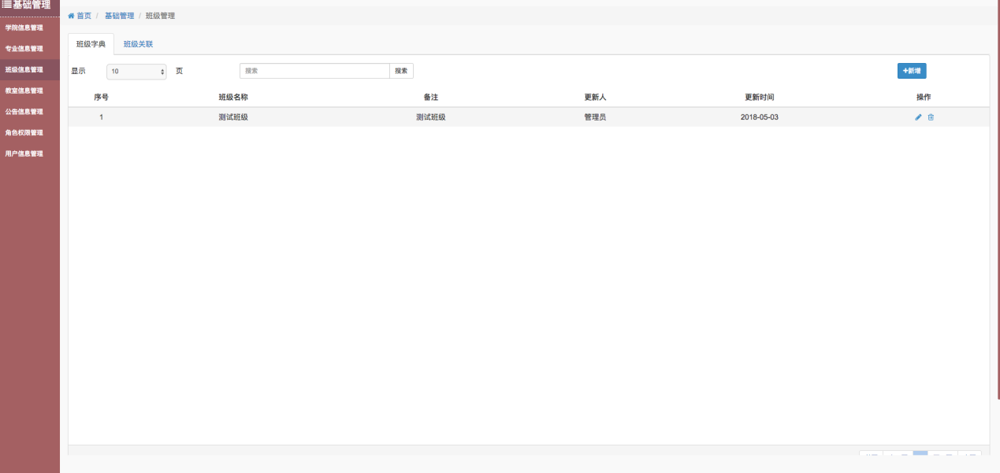 基础管理
学院信息管理
专业信息管理
班级信息管理
教室信息管理
公告信息管理
角色权限管理
用户信息管理
首页 / 基础管理 / 班级管理
班级字典 班级关联
显示 10 页 搜索 搜索 +新增
序号 班级名称 备注 更新人 更新时间 操作
1 测试班级 测试班级 管理员 2018-05-03